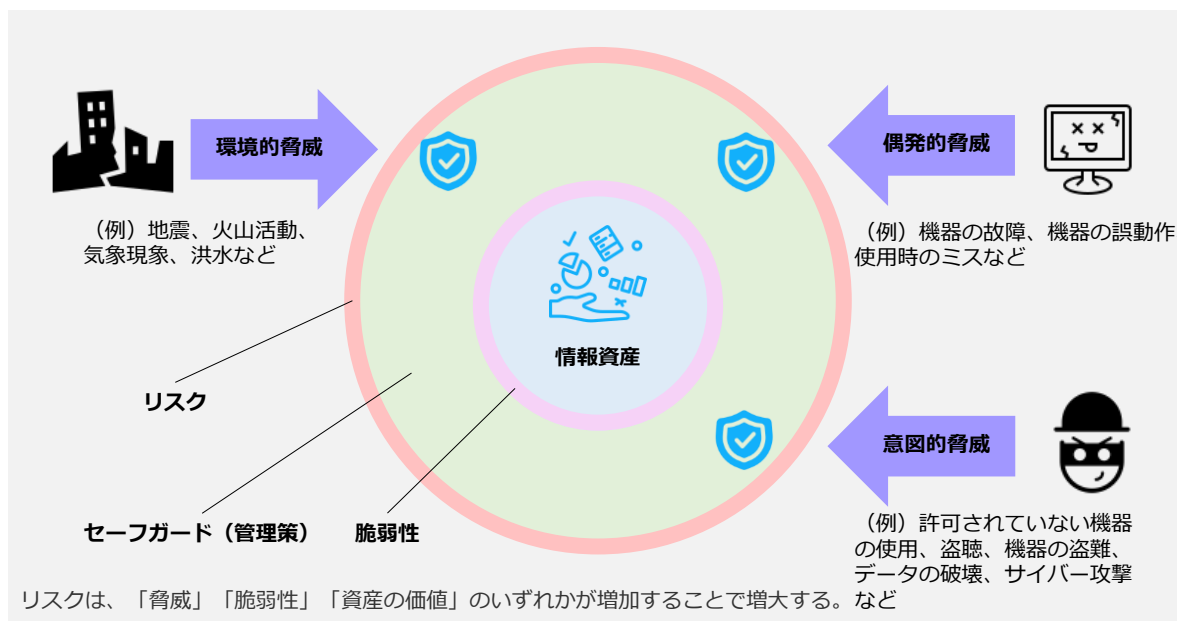 環境的脅威
（例）地震、火山活動、
気象現象、洪水など
偶発的脅威
（例）機器の故障、機器の誤動作
使用時のミスなど
情報資産
リスク
意図的脅威
（例）許可されていない機器
の使用、盗聴、機器の盗難、
データの破壊、サイバー攻撃
など
セーフガード（管理策）
脆弱性
リスクは、「脅威」「脆弱性」「資産の価値」のいずれかが増加することで増大する。